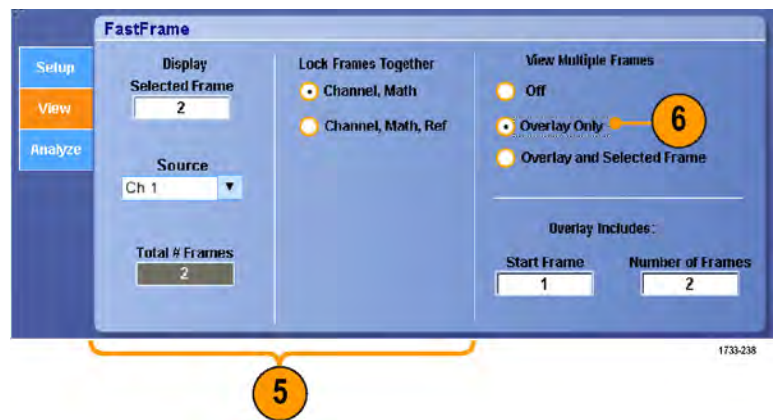 FastFrame
Setup
View
Analyze
Display
Selected Frame
2
Source
Ch 1
Total # Frames
2
Lock Frames Together
Channel, Math
Channel, Math, Ref
View Multiple Frames
Off
Overlay Only
6
Overlay and Selected Frame
Overlay Includes:
Start Frame
1
Number of Frames
2
1733-238
5